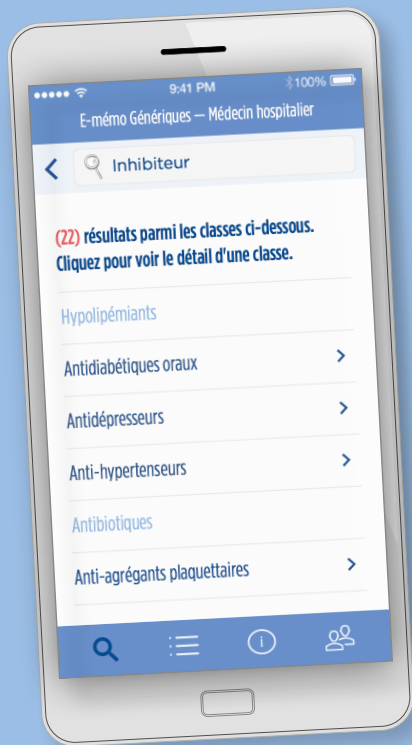 9:41 PM
100%
E-mémo Génériques — Médecin hospitalier
Inhibiteur
(22) résultats parmi les classes ci-dessous.
Cliquez pour voir le détail d'une classe.
Hypolipémiants
Antidiabétiques oraux
Antidépresseurs
Anti-hypertenseurs
Antibiotiques
Anti-agrégants plaquettaires
i